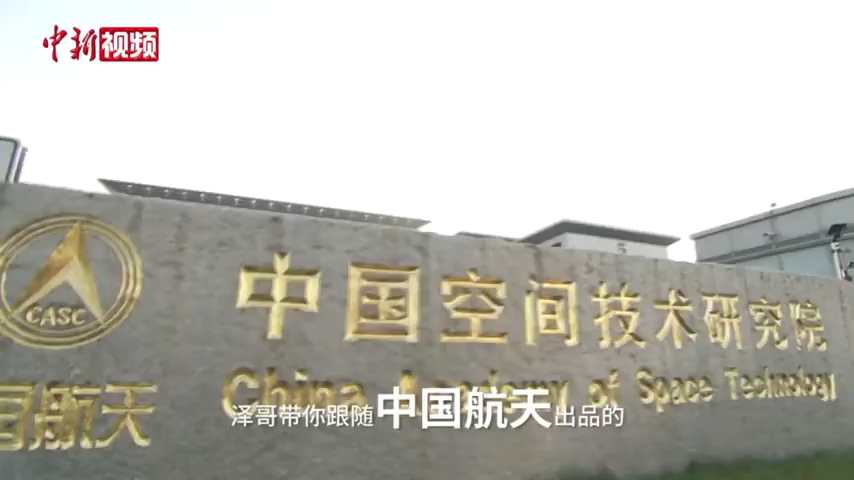 中新视频
CASC
中国空间技术研究院
China Academy of Space Technology
国航天
泽哥带你跟随中国航天出品的